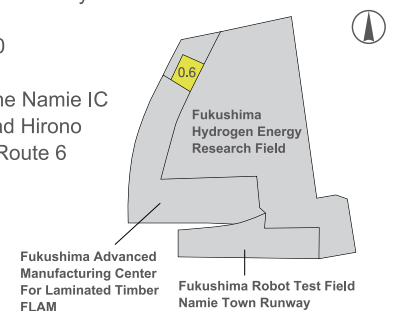 0
ne Namie IC
nd Hirono
Route 6
0.6
Fukushima
Hydrogen Energy
Research Field
Fukushima Advanced
Manufacturing Center
For Laminated Timber
FLAM
Fukushima Robot Test Field
Namie Town Runway